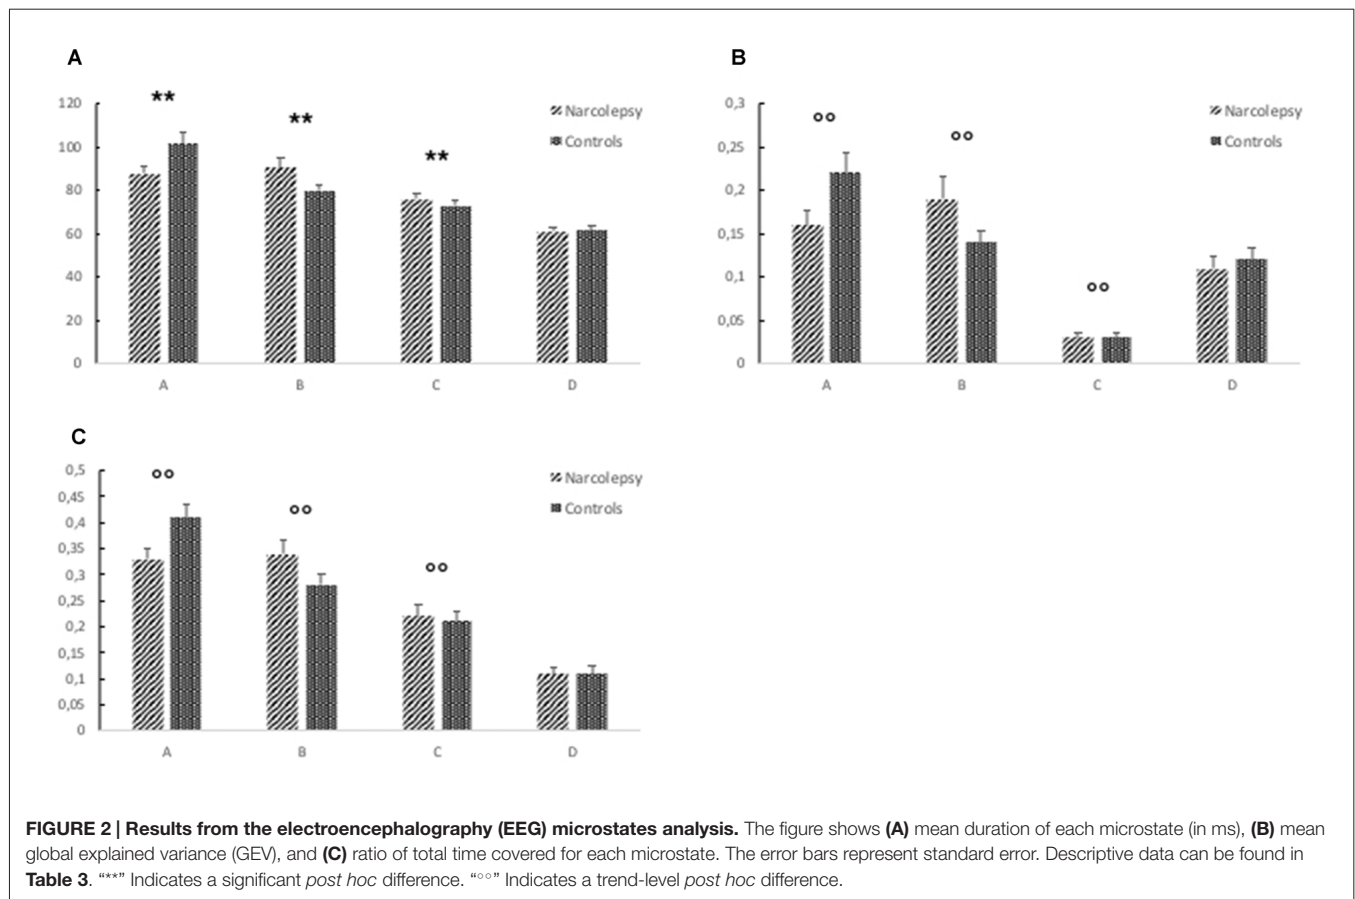 A
**
**
**
120
100
80
60
40
20
0
A
B
C
D
Narcolepsy
Controls
B
°°
°°
°°
0,3
0,25
0,2
0,15
0,1
0,05
0
A
B
C
D
Narcolepsy
Controls
C
°°
°°
°°
0,5
0,45
0,4
0,35
0,3
0,25
0,2
0,15
0,1
0,05
0
A
B
C
D
Narcolepsy
Controls
FIGURE 2 | Results from the electroencephalography (EEG) microstates analysis. The figure shows (A) mean duration of each microstate (in ms), (B) mean
global explained variance (GEV), and (C) ratio of total time covered for each microstate. The error bars represent standard error. Descriptive data can be found in
Table 3. “**” Indicates a significant post hoc difference. “°°” Indicates a trend-level post hoc difference.